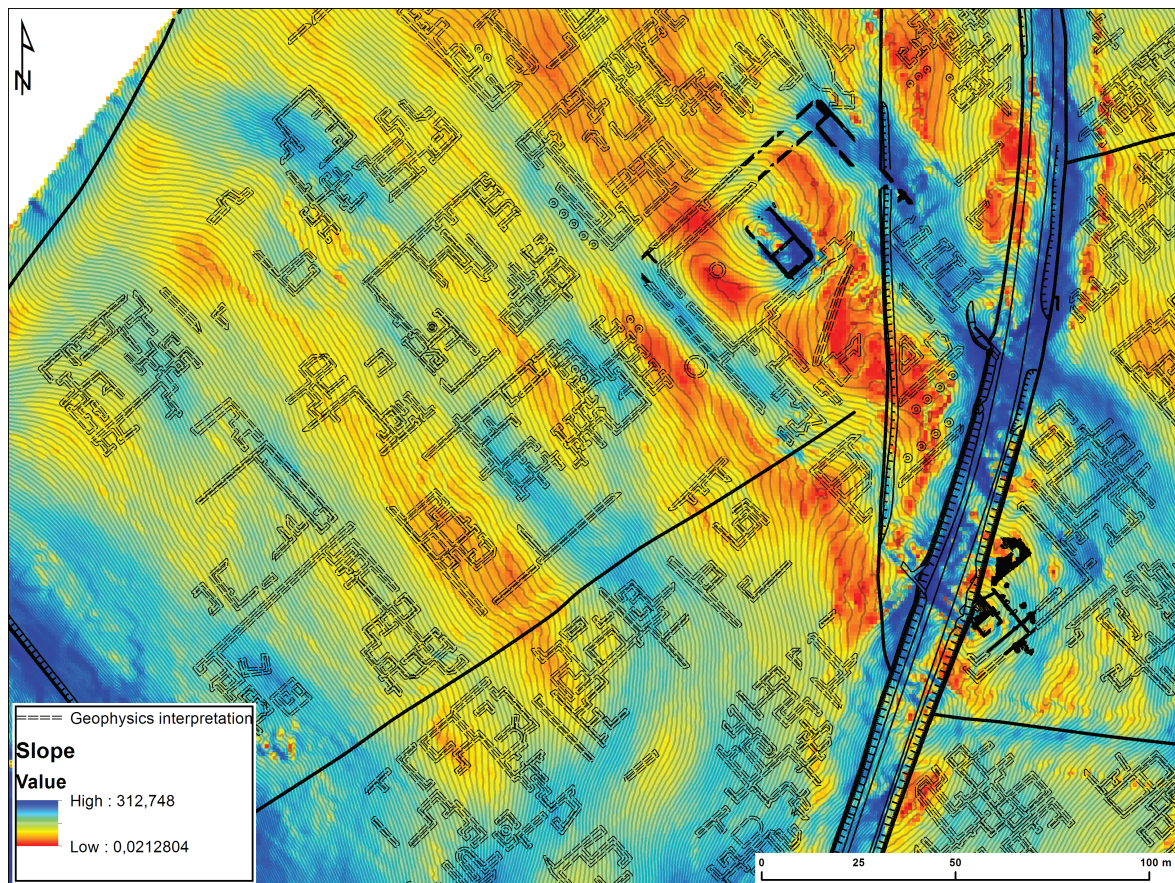 N
Geophysics interpretation
Slope
Value
High : 312,748
Low : 0,0212804
0 25 50 100 m